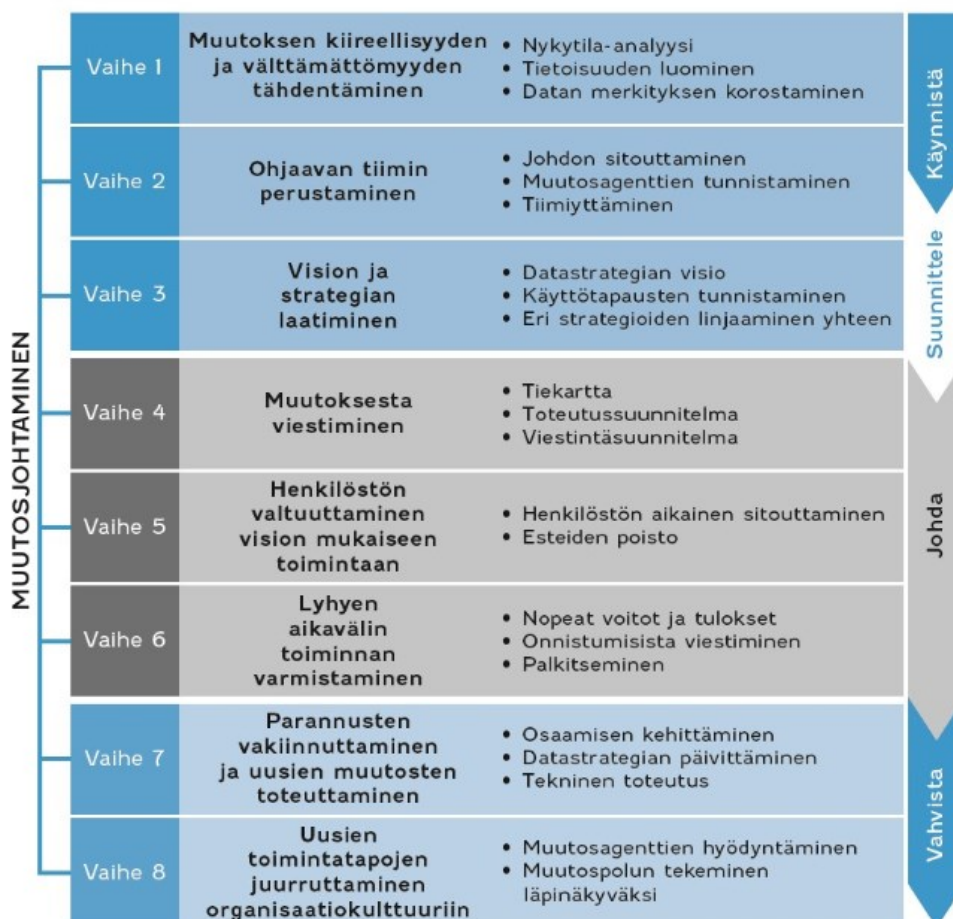 MUUTOSJOHTAMINEN
Vaihe 1
Muutoksen kiireellisyyden
ja välttämättömyyden
tähdentäminen
• Nykytila-analyysi
• Tietoisuuden luominen
• Datan merkityksen korostaminen
Vaihe 2
Ohjaavan tiimin
perustaminen
• Johdon sitouttaminen
• Muutosagenttien tunnistaminen
• Tiimiyttäminen
Vaihe 3
Vision ja
strategian
laatiminen
• Datastrategian visio
• Käyttötapausten tunnistaminen
• Eri strategioiden linjaaminen yhteen
Vaihe 4
Muutoksesta
viestiminen
• Tiekartta
• Toteutussuunnitelma
• Viestintäsuunnitelma
Vaihe 5
Henkilöstön
valtuuttaminen
vision mukaiseen
toimintaan
• Henkilöstön aikainen sitouttaminen
• Esteiden poisto
Vaihe 6
Lyhyen
aikavälin
toiminnan
varmistaminen
• Nopeat voitot ja tulokset
• Onnistumisista viestiminen
• Palkitseminen
Vaihe 7
Parannusten
vakiinnuttaminen
ja uusien muutosten
toteuttaminen
• Osaamisen kehittäminen
• Datastrategian päivittäminen
• Tekninen toteutus
Vaihe 8
Uusien
toimintatapojen
juurruttaminen
organisaatiokulttuuriin
• Muutosagenttien hyödyntäminen
• Muutospolun tekeminen
läpinäkyväksi
Käynnistä
Suunnittele
Johda
Vahvista